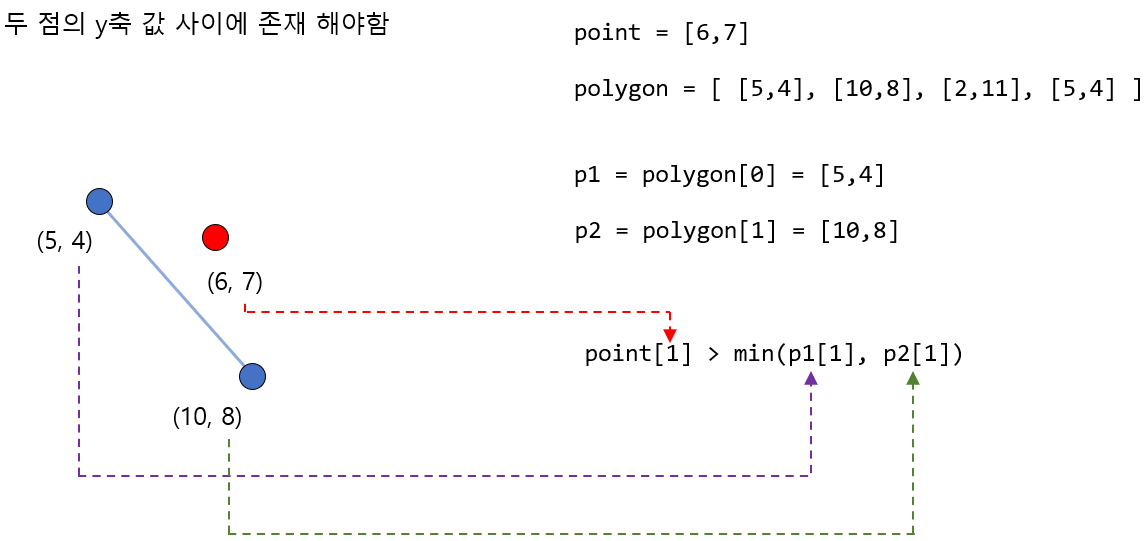 두 점의 y축 값 사이에 존재 해야함
point = [6,7]
polygon = [ [5,4], [10,8], [2,11], [5,4] ]
p1 = polygon[0] = [5,4]
p2 = polygon[1] = [10,8]
(5, 4)
(6, 7)
point[1] > min(p1[1], p2[1])
(10, 8)